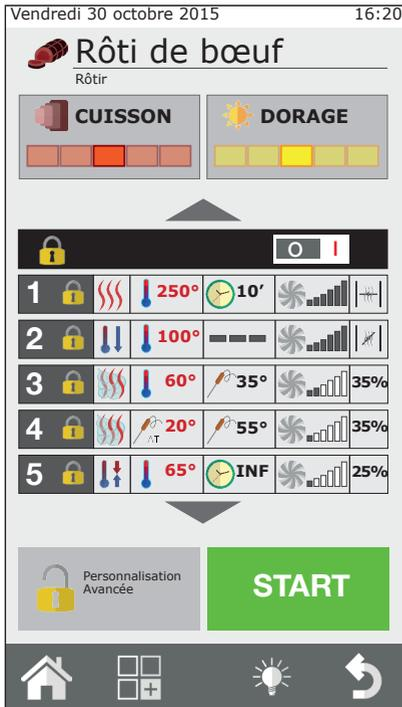 Vendredi 30 octobre 2015 16:20
Rôti de bœuf
Rôtir
CUISSON DORAGE
O I
1 250° 10’
2 100°
3 60° 35° 35%
4 ΔT 20° 55° 35%
5 65° INF 25%
Personnalisation
Avancée
START